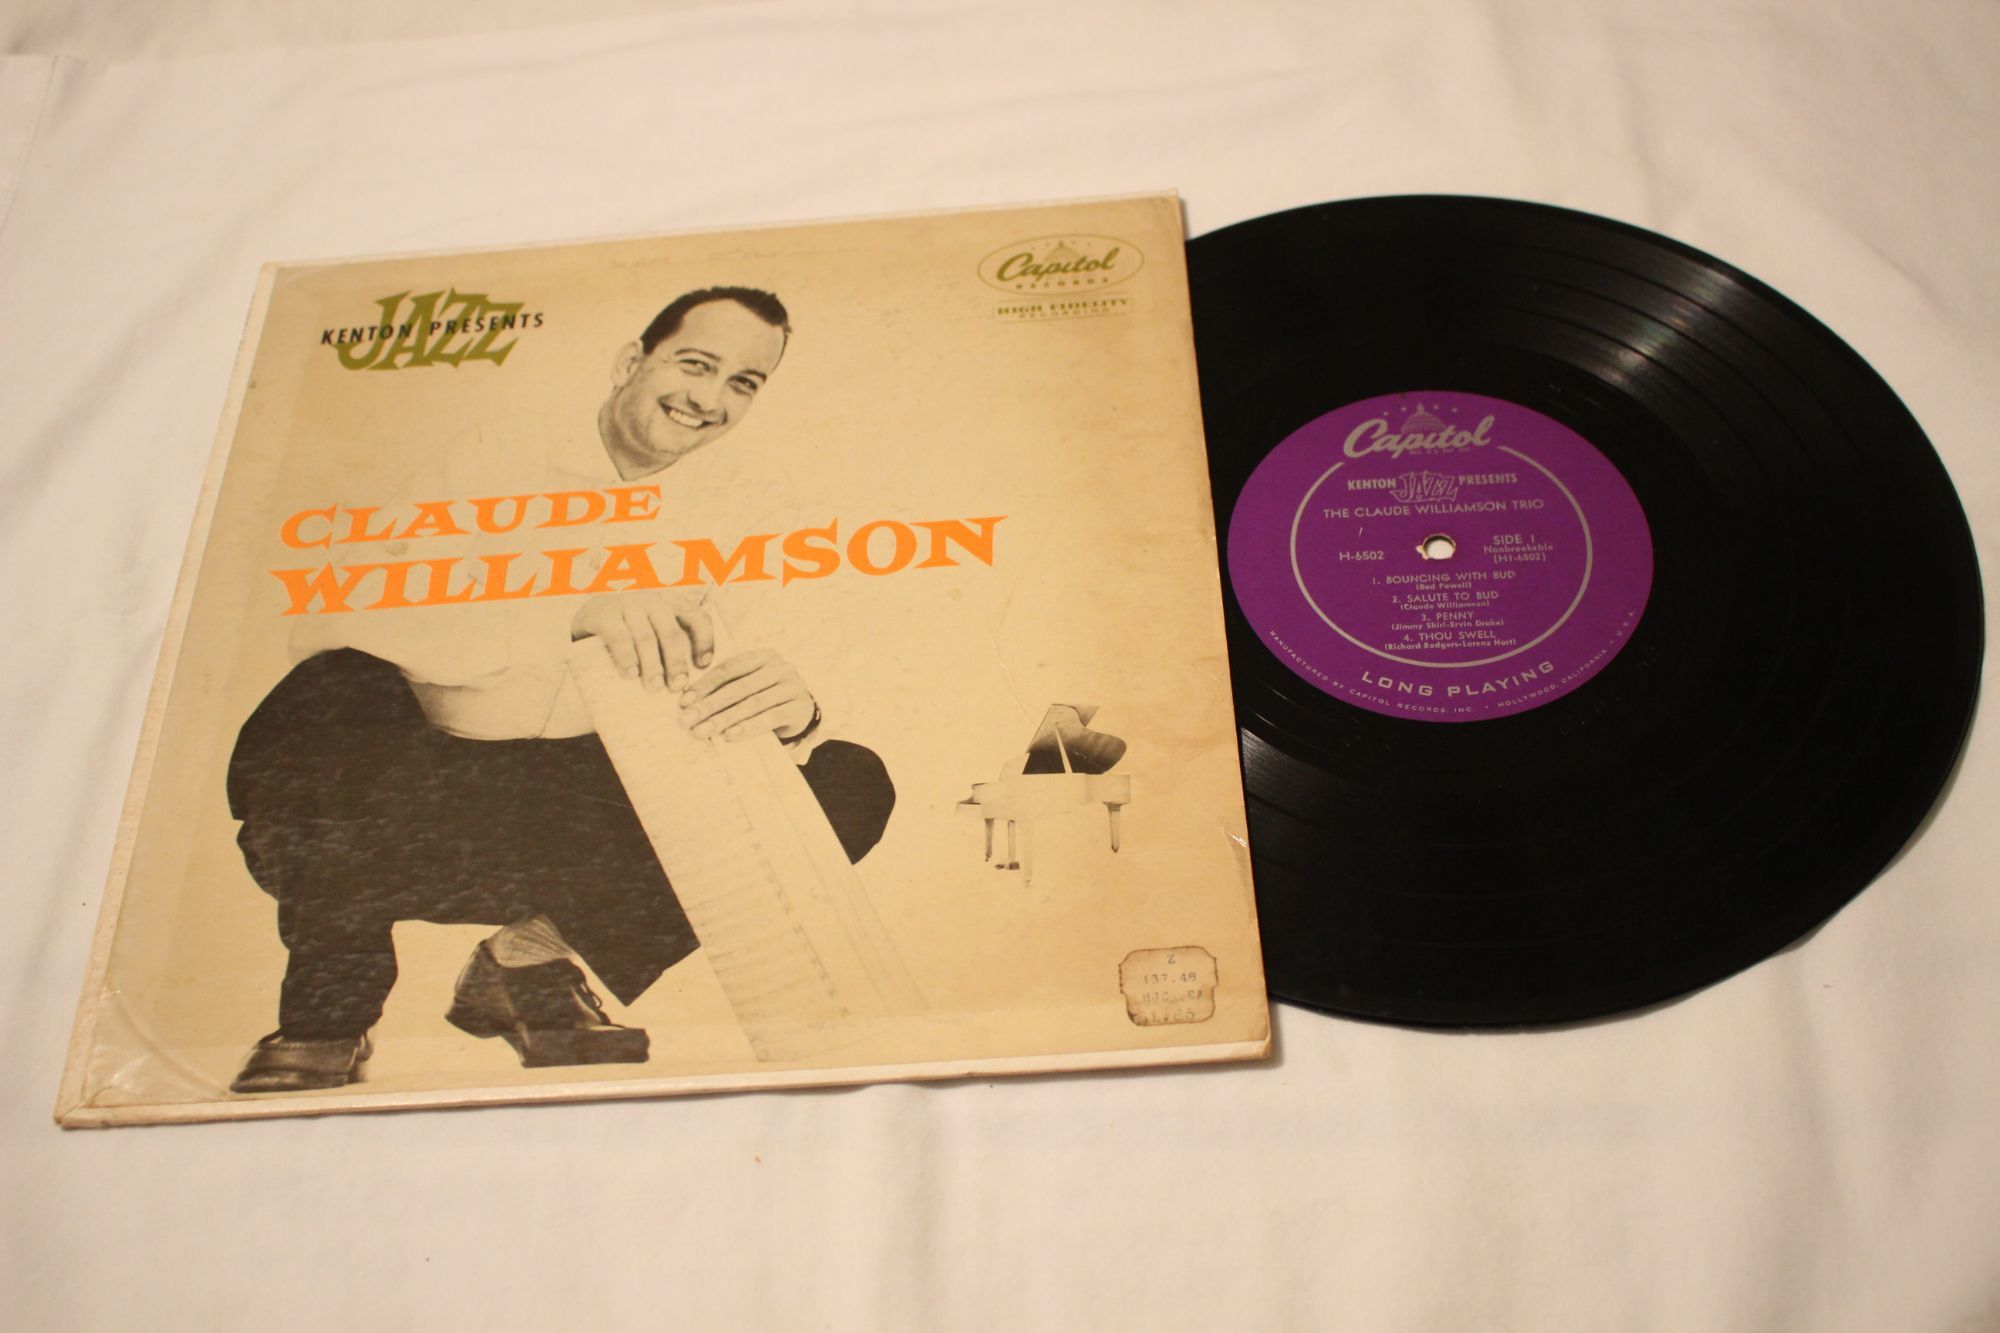 KENTON PRESENTS
JAZZ
Capitol
RECORDS
HIGH FIDELITY
RECORDING
CLAUDE
WILLIAMSON
Z
137.48
Capitol
KENTON JAZZ PRESENTS
THE CLAUDE WILLIAMSON TRIO
H-6502
SIDE 1
Nonbreakable
(H1-6502)
1. BOUNCING WITH BUD
(Bud Powell)
2. SALUTE TO BUD
(Claude Williamson)
3. PENNY
(Jimmy Shirl-Ervin Drake)
4. THOU SWELL
(Richard Rodgers-Lorenz Hart)
LONG PLAYING
MANUFACTURED BY CAPITOL RECORDS, INC. - HOLLYWOOD, CALIFORNIA - U.S.A.